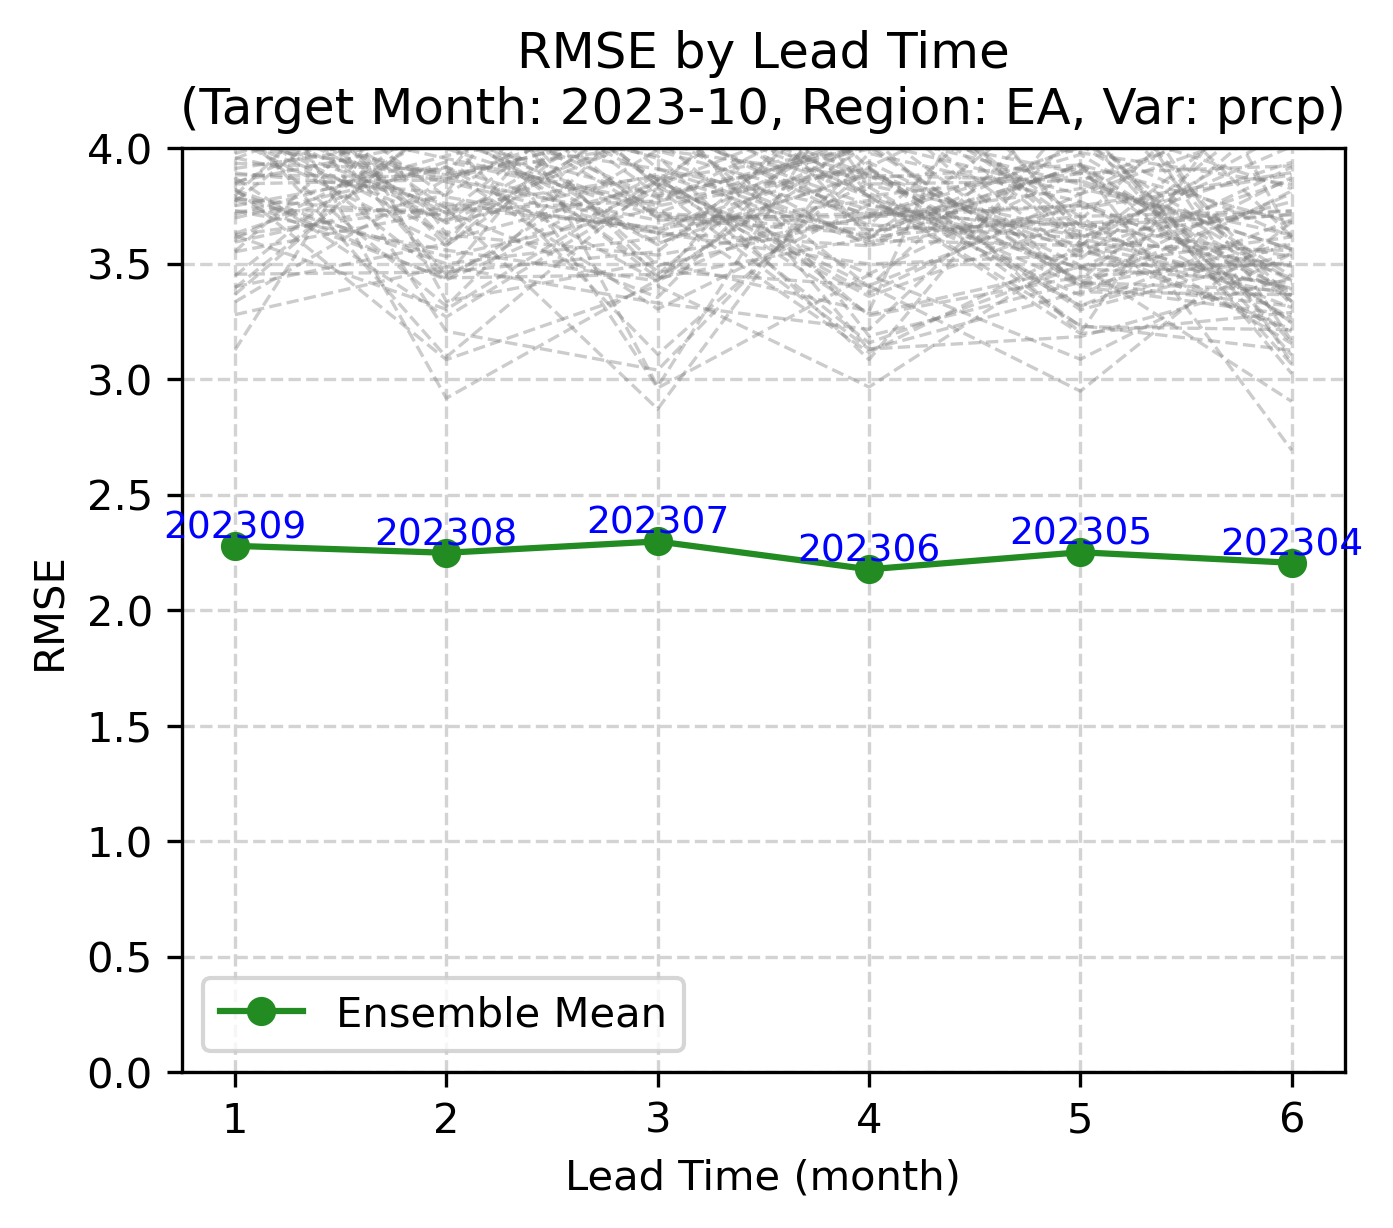 RMSE by Lead Time
(Target Month: 2023-10, Region: EA, Var: prcp)
4.0
3.5
3.0
2.5
2.0
1.5
1.0
0.5
0.0
RMSE
202309
202308
202307
202306
202305
202304
Ensemble Mean
1 2 3 4 5 6
Lead Time (month)